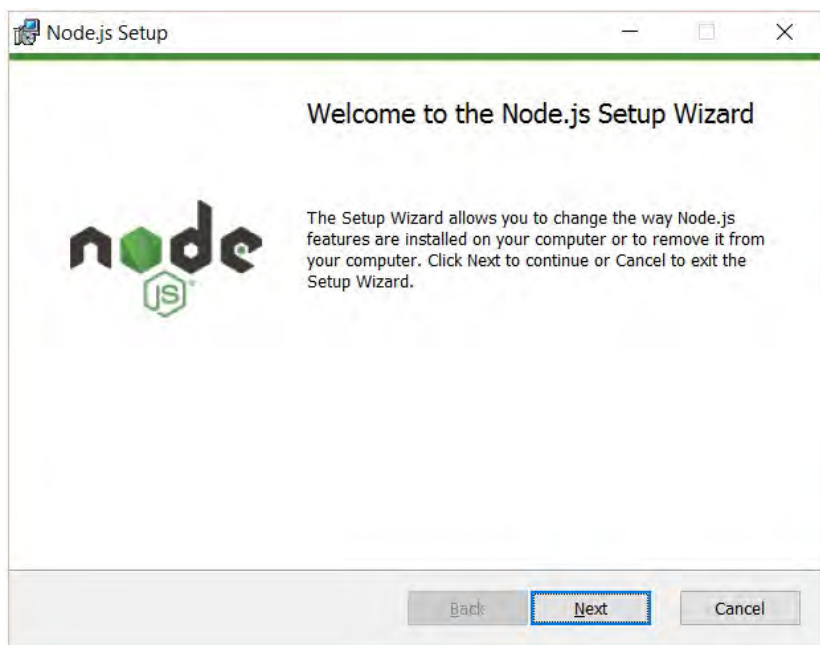 Node.js Setup
Welcome to the Node.js Setup Wizard
node
JS
The Setup Wizard allows you to change the way Node.js
features are installed on your computer or to remove it from
your computer. Click Next to continue or Cancel to exit the
Setup Wizard.
Back Next Cancel